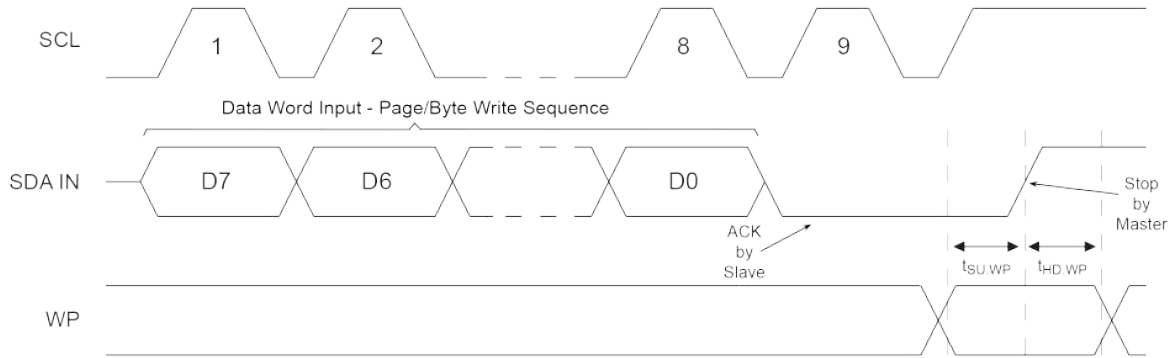 SCL
1
2
8
9
Data Word Input - Page/Byte Write Sequence
SDA IN
D7
D6
D0
ACK
by
Slave
Stop
by
Master
tSU.WP
tHD.WP
WP